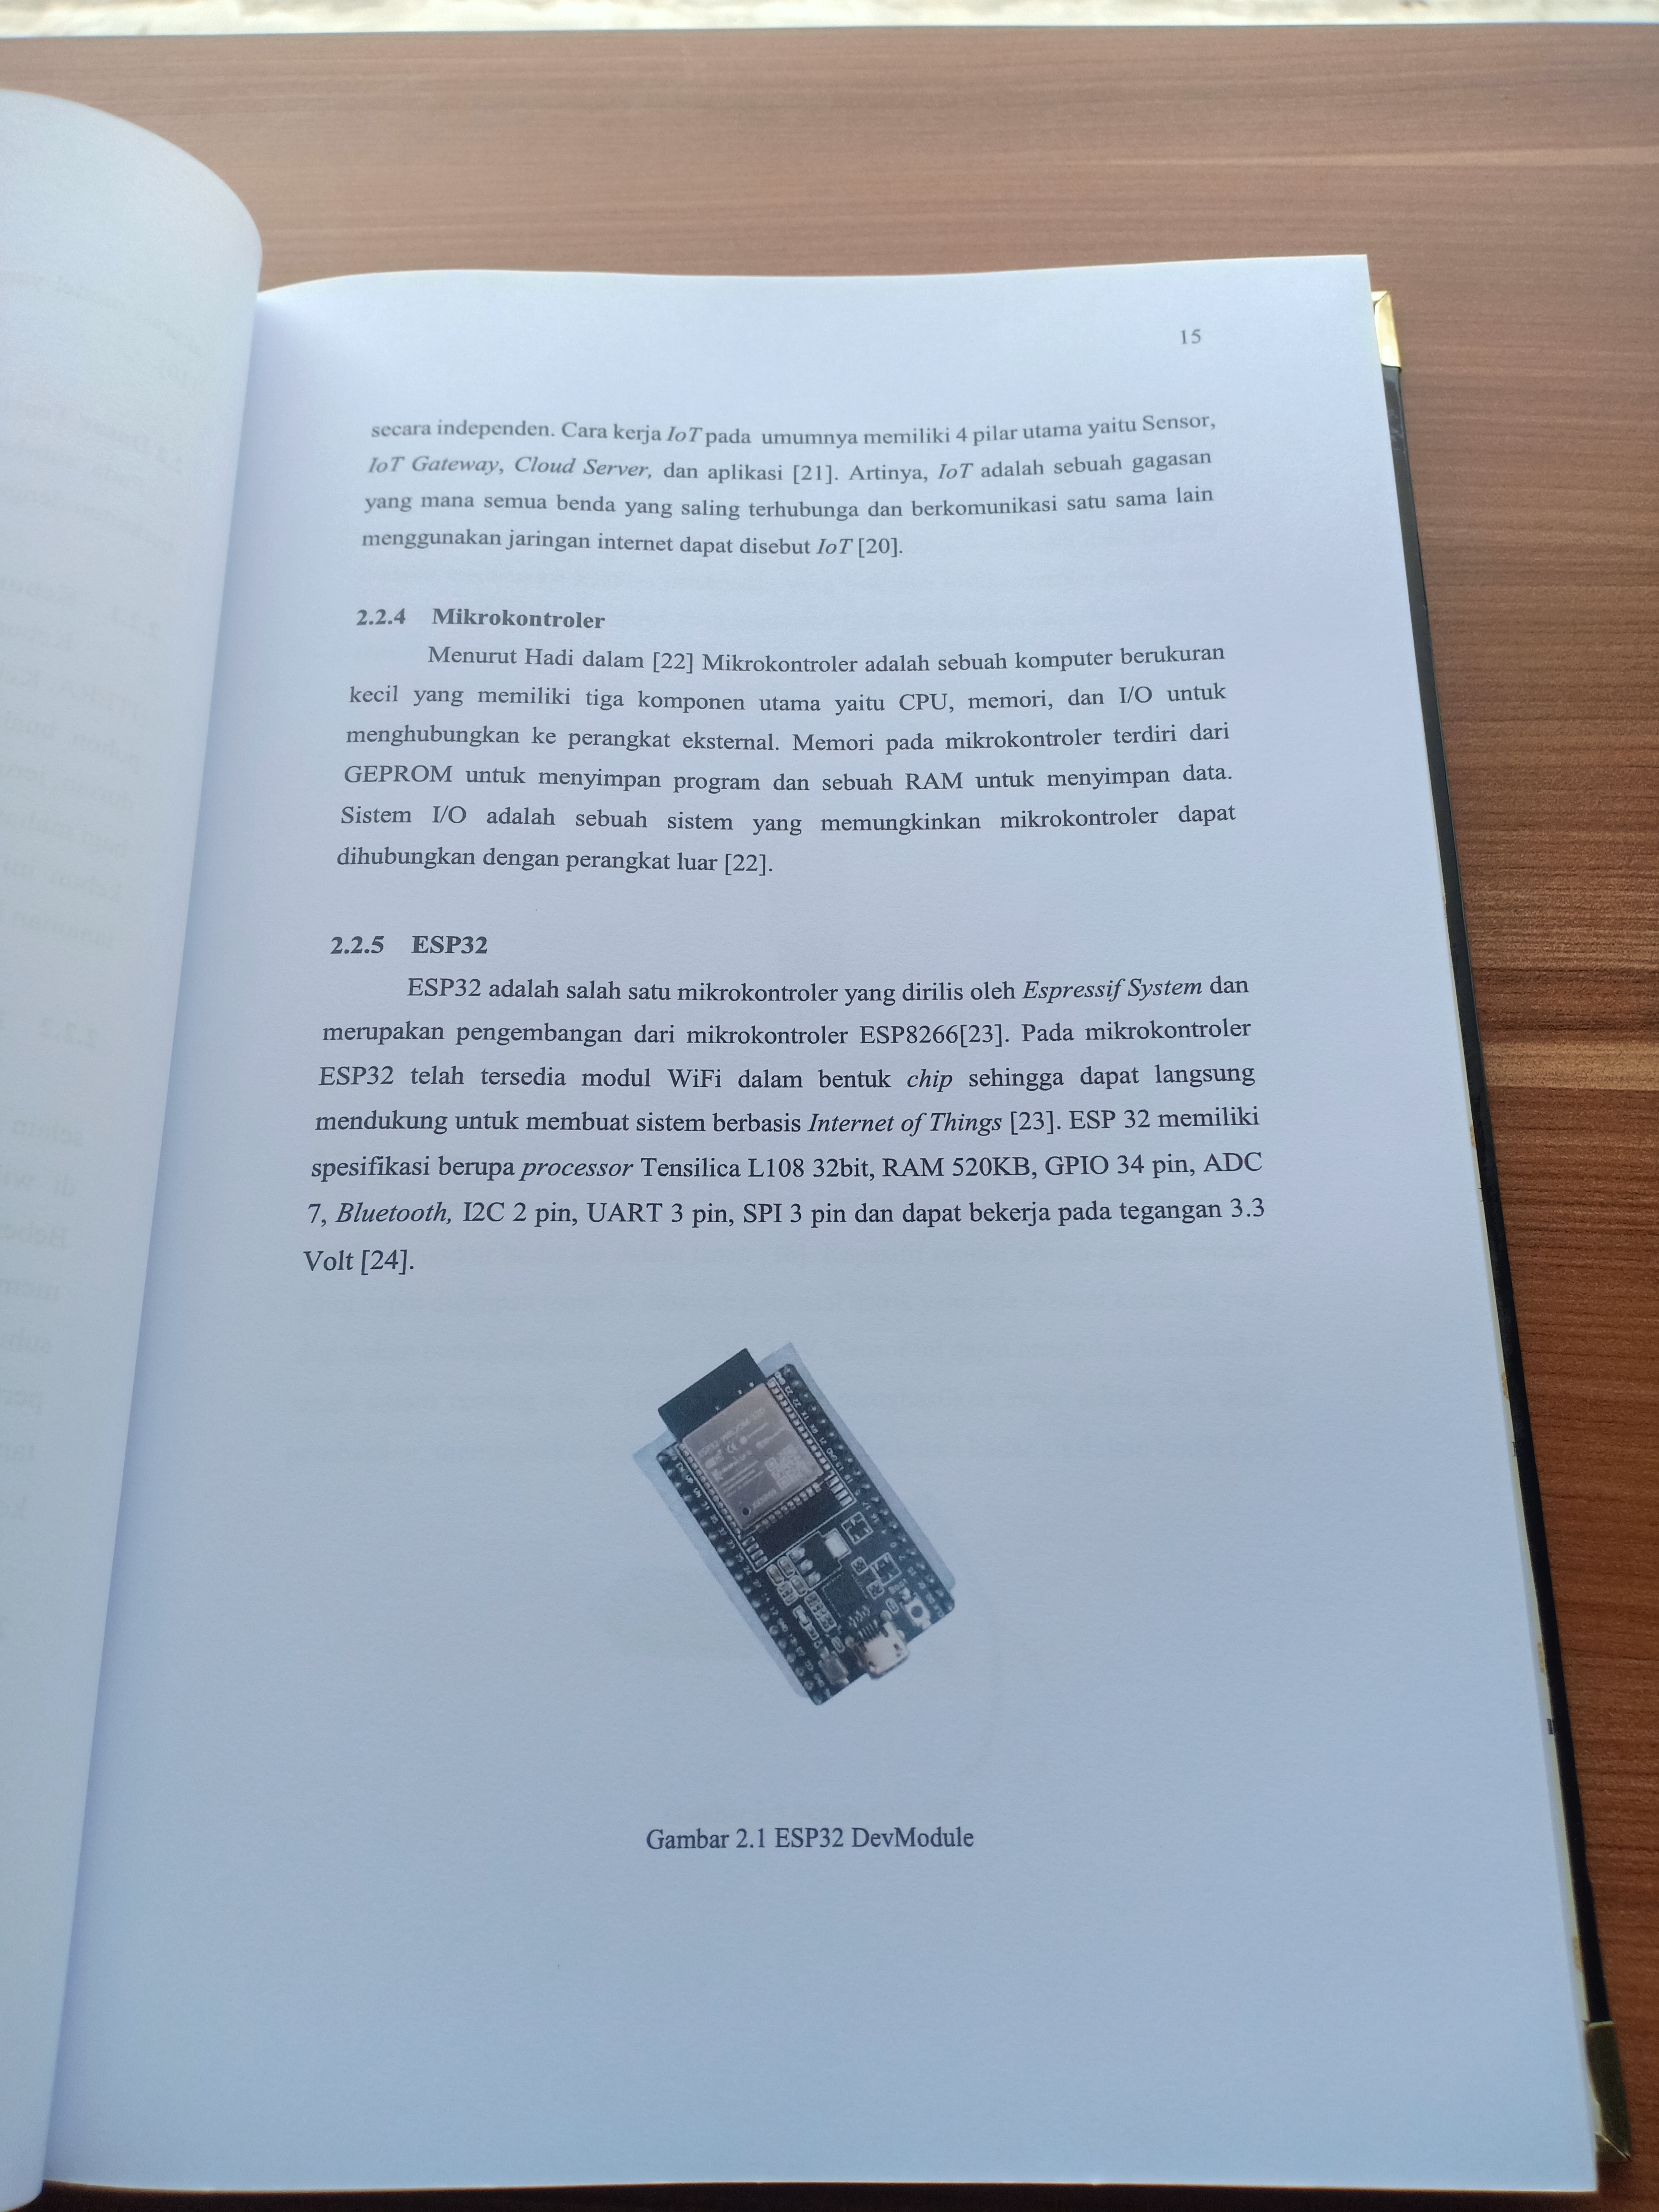 15
secara independen. Cara kerja IoT pada umumnya memiliki 4 pilar utama yaitu Sensor,
IoT Gateway, Cloud Server, dan aplikasi [21]. Artinya, IoT adalah sebuah gagasan
yang mana semua benda yang saling terhubunga dan berkomunikasi satu sama lain
menggunakan jaringan internet dapat disebut IoT [20].
2.2.4 Mikrokontroler
Menurut Hadi dalam [22] Mikrokontroler adalah sebuah komputer berukuran
kecil yang memiliki tiga komponen utama yaitu CPU, memori, dan I/O untuk
menghubungkan ke perangkat eksternal. Memori pada mikrokontroler terdiri dari
GEPROM untuk menyimpan program dan sebuah RAM untuk menyimpan data.
Sistem I/O adalah sebuah sistem yang memungkinkan mikrokontroler dapat
dihubungkan dengan perangkat luar [22].
2.2.5 ESP32
ESP32 adalah salah satu mikrokontroler yang dirilis oleh Espressif System dan
merupakan pengembangan dari mikrokontroler ESP8266[23]. Pada mikrokontroler
ESP32 telah tersedia modul WiFi dalam bentuk chip sehingga dapat langsung
mendukung untuk membuat sistem berbasis Internet of Things [23]. ESP 32 memiliki
spesifikasi berupa processor Tensilica L108 32bit, RAM 520KB, GPIO 34 pin, ADC
7, Bluetooth, I2C 2 pin, UART 3 pin, SPI 3 pin dan dapat bekerja pada tegangan 3.3
Volt [24].
Gambar 2.1 ESP32 DevModule